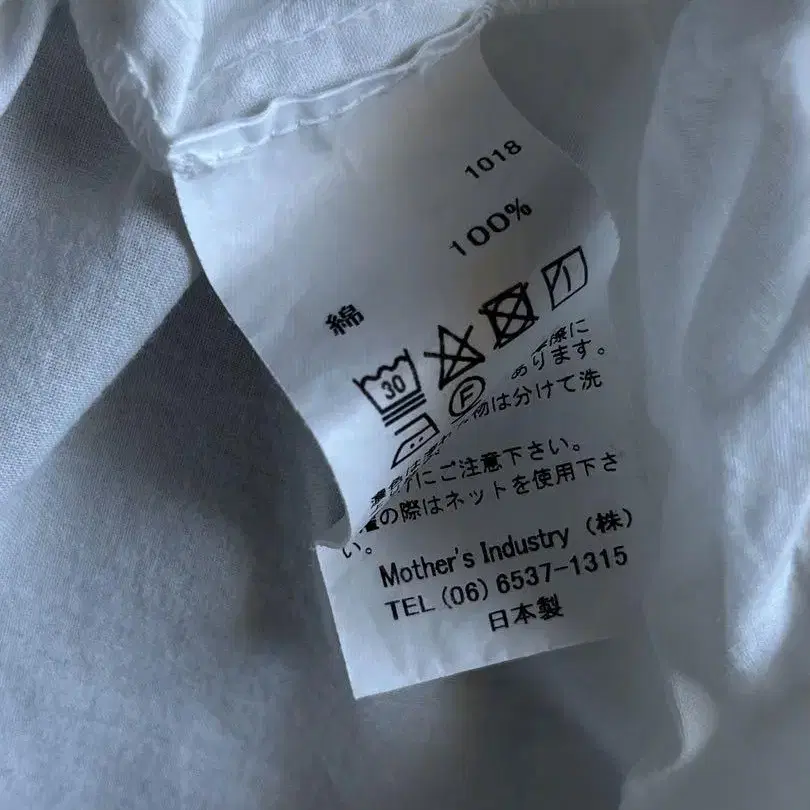 1018
綿 100%
30
F
際に
あります。
物は分けて洗
にご注意下さい。
の際はネットを使用下さ
い。
Mother's Industry (株)
TEL (06) 6537-1315
日本製